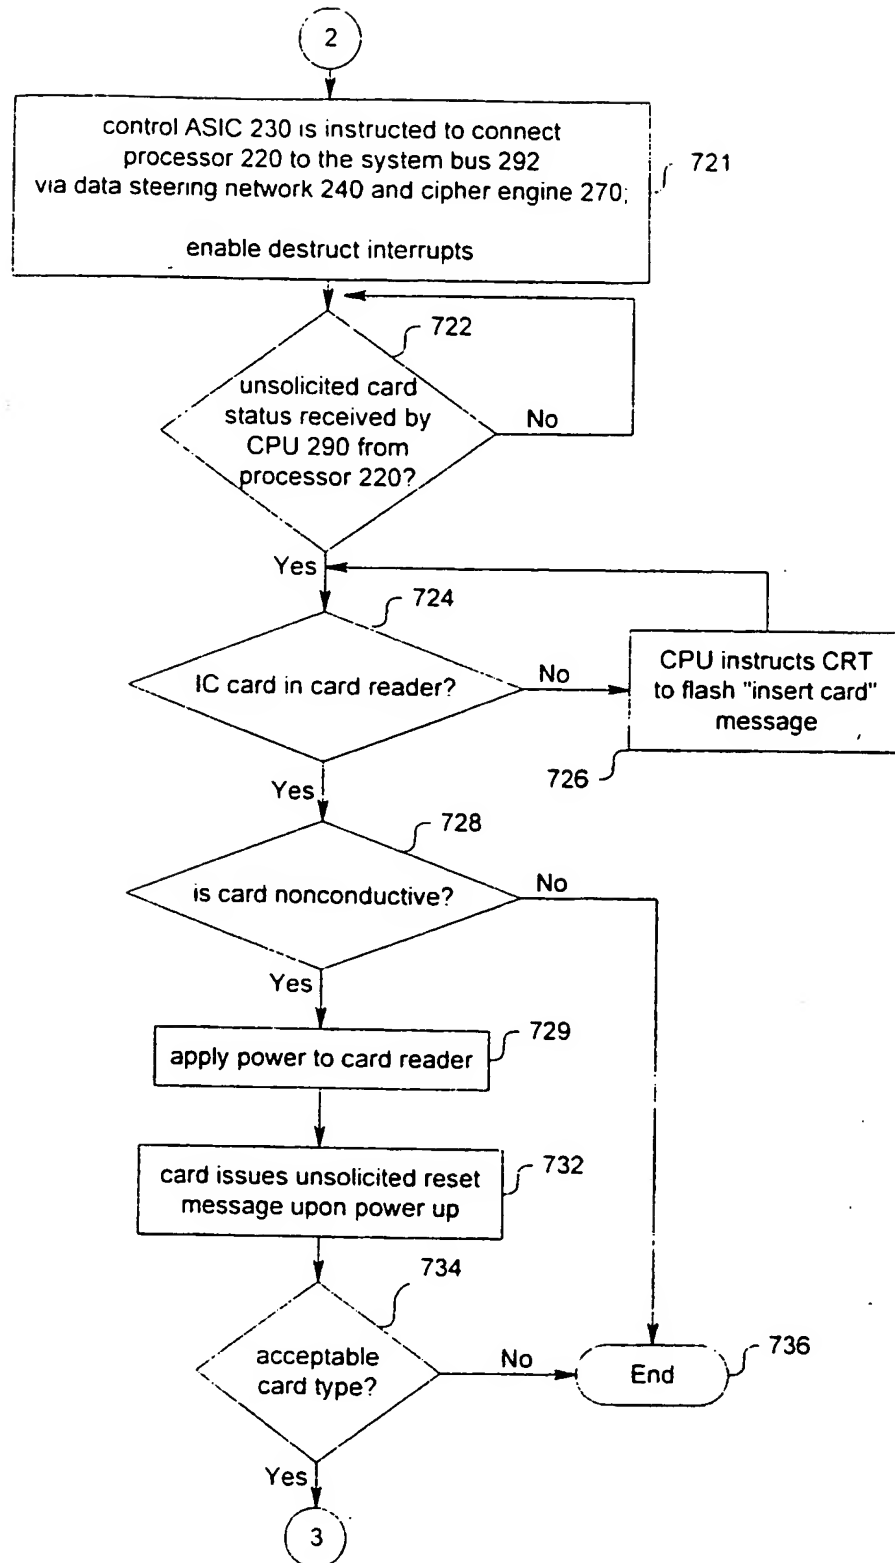 2
control ASIC 230 is instructed to connect
processor 220 to the system bus 292
via data steering network 240 and cipher engine 270;
enable destruct interrupts
721
722
unsolicited card
status received by
CPU 290 from
processor 220?
No
Yes
724
IC card in card reader?
No
CPU instructs CRT
to flash "insert card"
message
726
Yes
728
is card nonconductive?
No
Yes
729
apply power to card reader
732
card issues unsolicited reset
message upon power up
734
acceptable
card type?
No
End
736
Yes
3